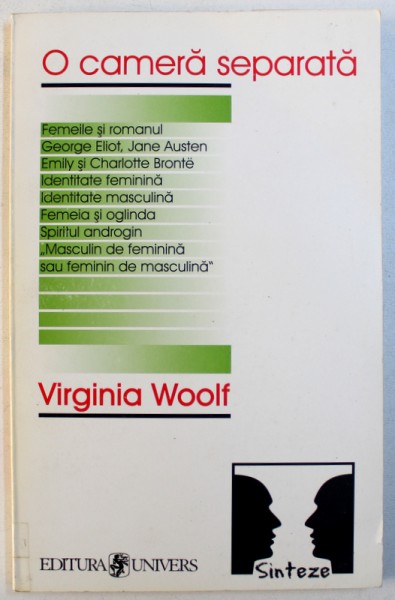 O cameră separată
Femeile și romanul
George Eliot, Jane Austen
Emily și Charlotte Brontë
Identitate feminină
Identitate masculină
Femeia și oglinda
Spiritul androgin
„Masculin de feminină
sau feminin de masculină“
Virginia Woolf
EDITURA UNIVERS
Sinteze